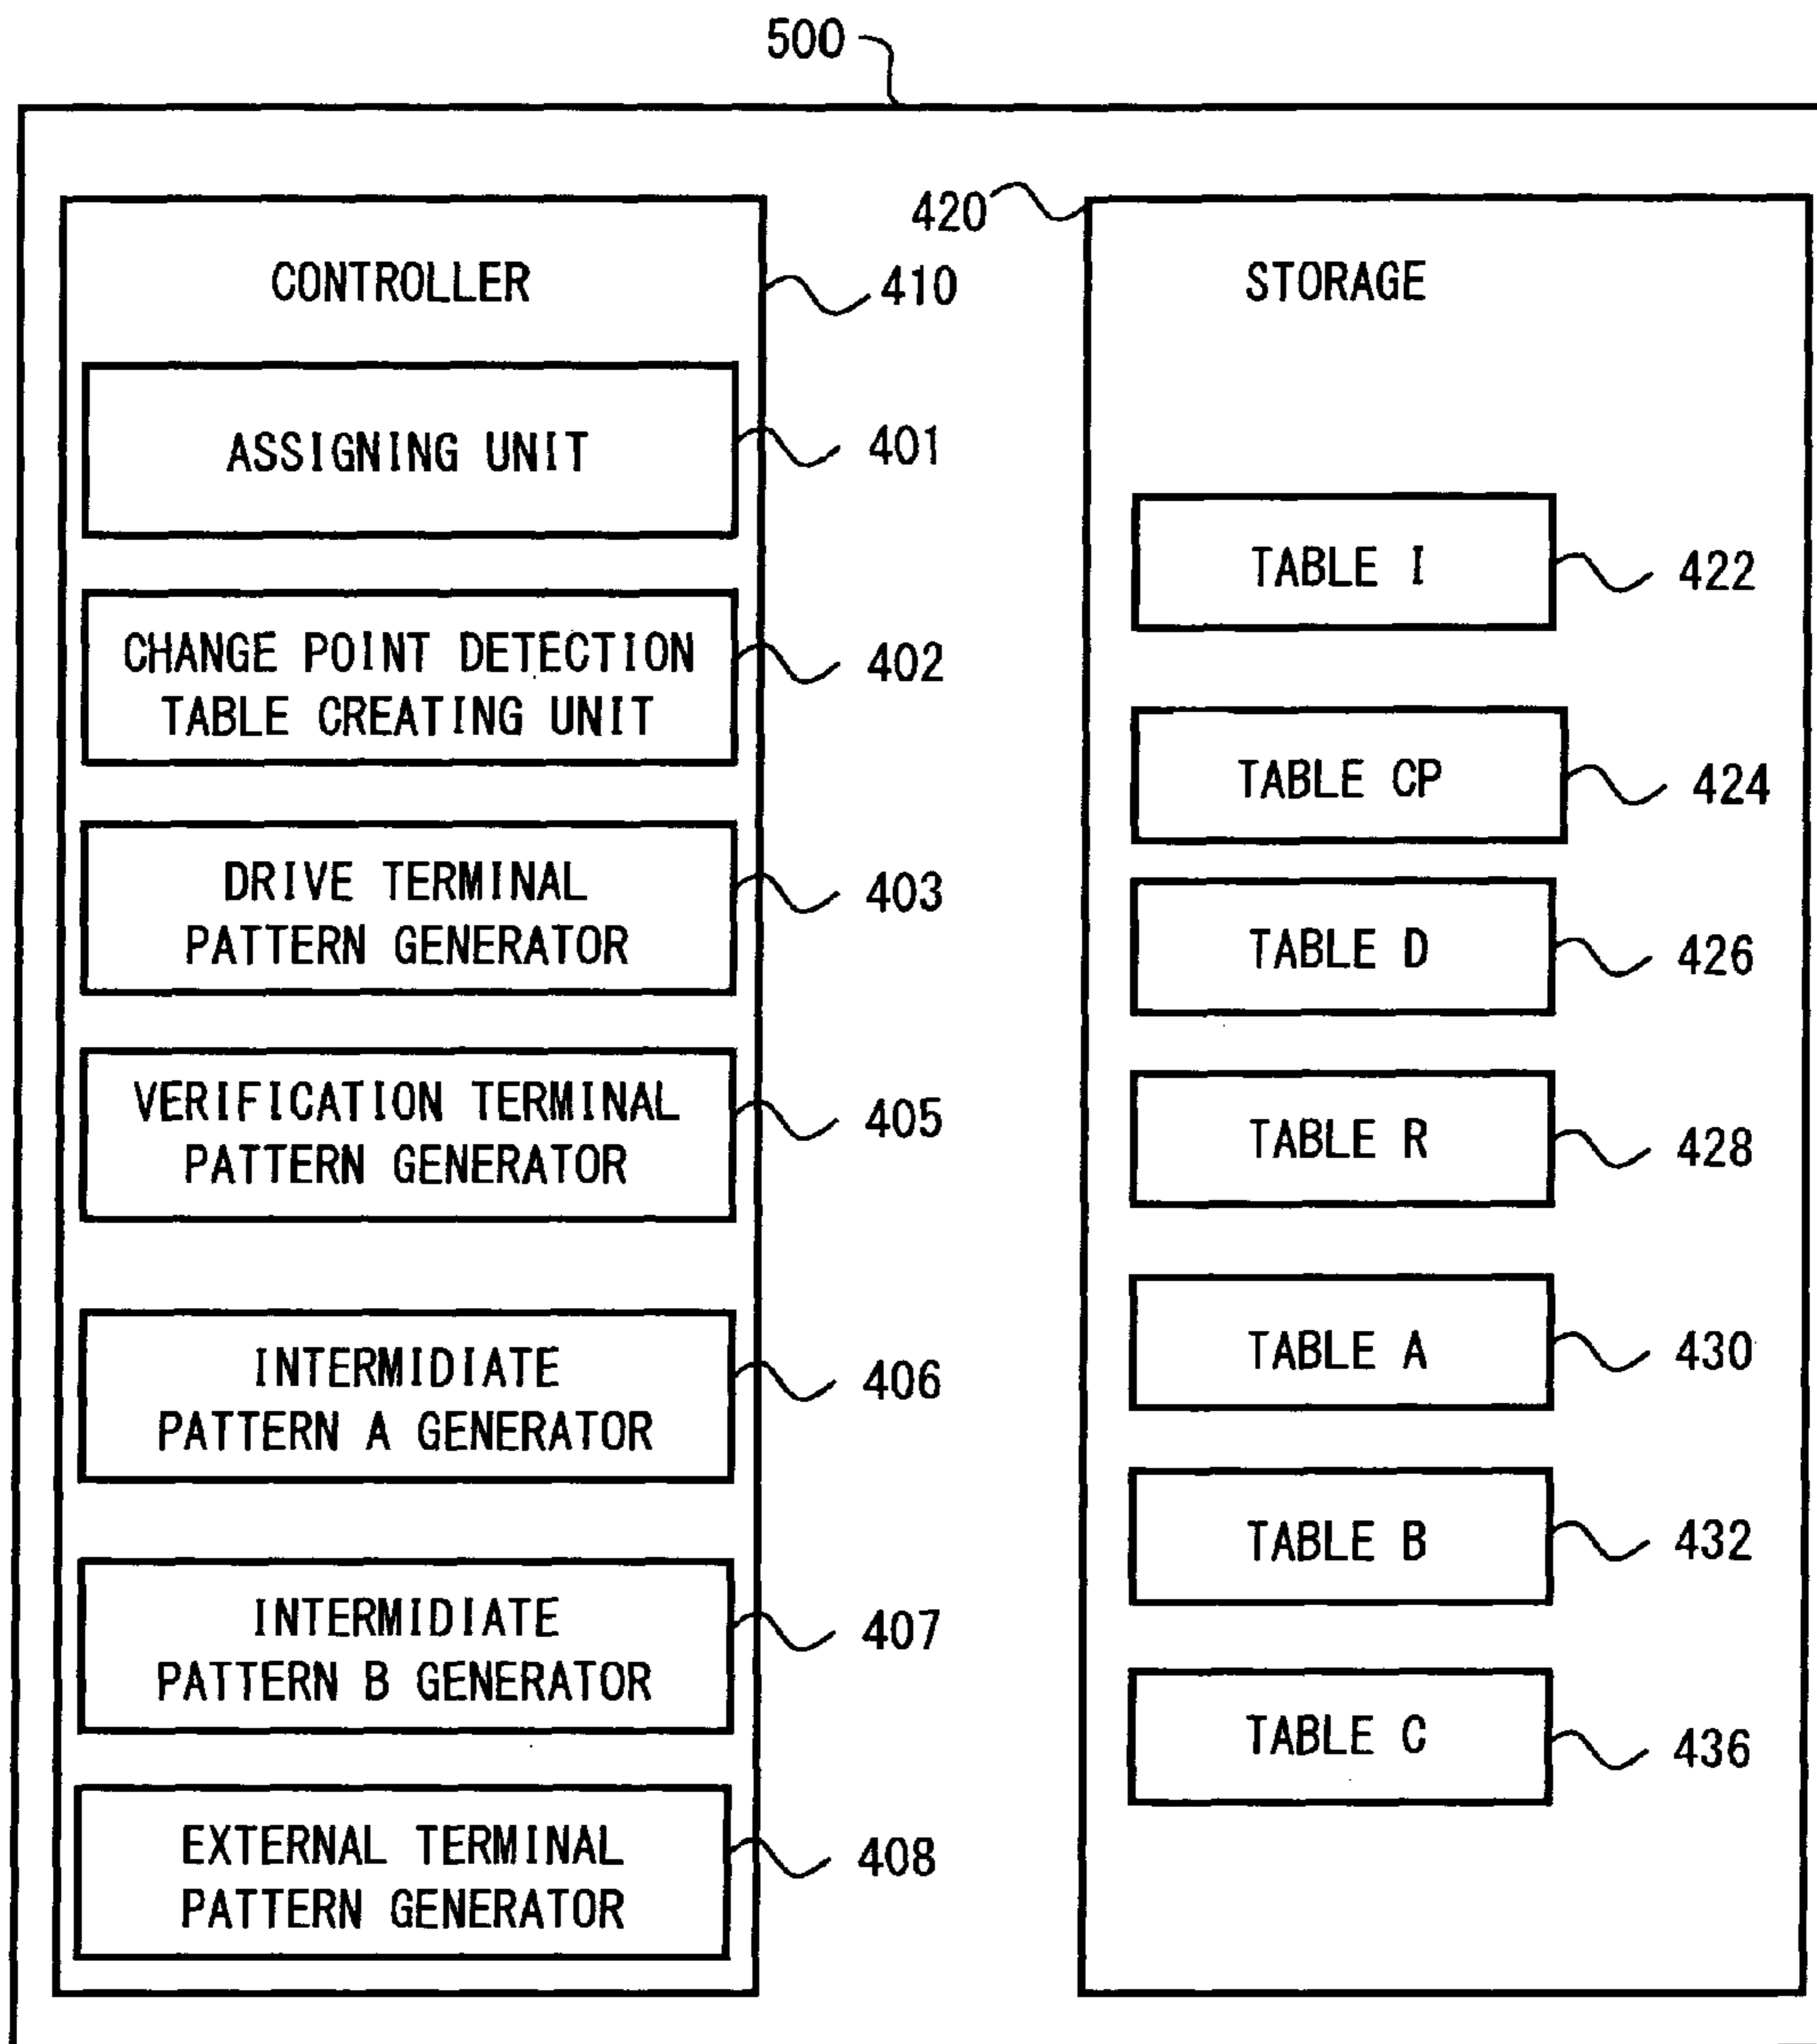 500
CONTROLLER
410
ASSIGNING UNIT
401
CHANGE POINT DETECTION
TABLE CREATING UNIT
402
DRIVE TERMINAL
PATTERN GENERATOR
403
VERIFICATION TERMINAL
PATTERN GENERATOR
405
INTERMIDIATE
PATTERN A GENERATOR
406
INTERMIDIATE
PATTERN B GENERATOR
407
EXTERNAL TERMINAL
PATTERN GENERATOR
408
420
STORAGE
TABLE I
422
TABLE CP
424
TABLE D
426
TABLE R
428
TABLE A
430
TABLE B
432
TABLE C
436